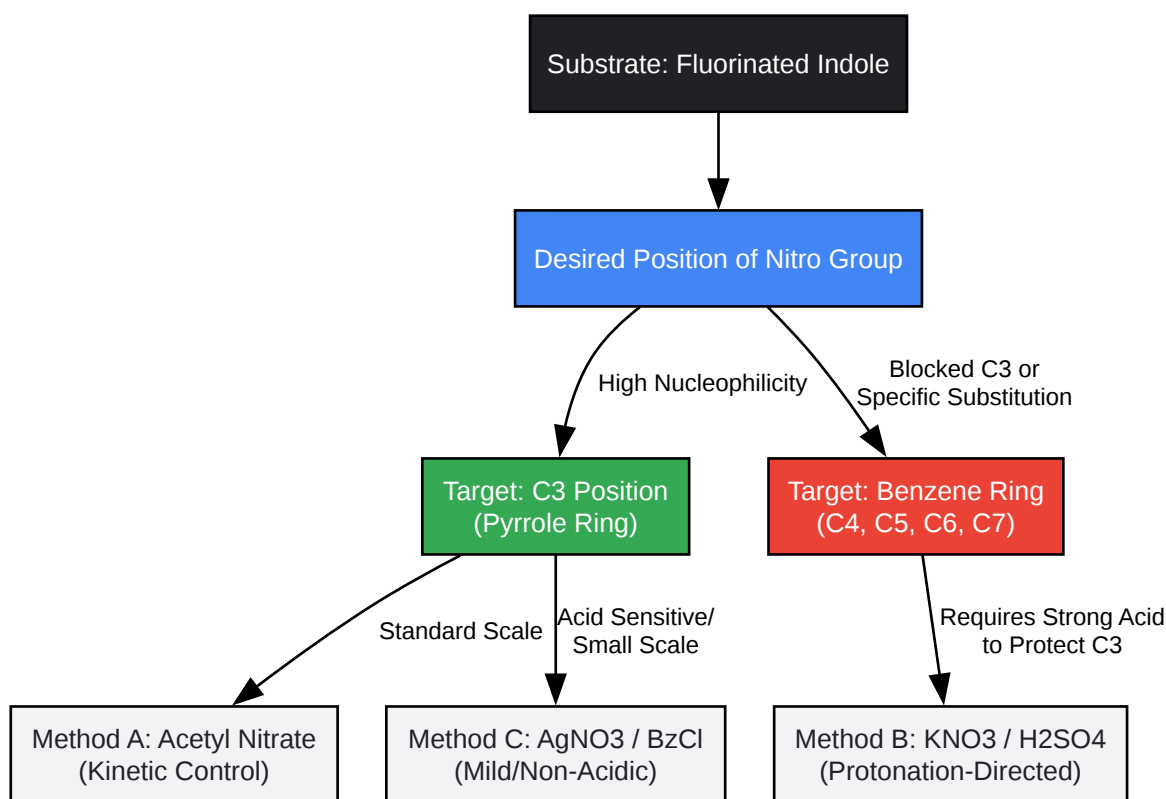 Substrate: Fluorinated Indole
Desired Position of Nitro Group
High Nucleophilicity
Blocked C3 or
Specific Substitution
Target: C3 Position
(Pyrrole Ring)
Target: Benzene Ring
(C4, C5, C6, C7)
Standard Scale
Acid Sensitive/
Small Scale
Requires Strong Acid
to Protect C3
Method A: Acetyl Nitrate
(Kinetic Control)
Method C: AgNO3 / BzCl
(Mild/Non-Acidic)
Method B: KNO3 / H2SO4
(Protonation-Directed)